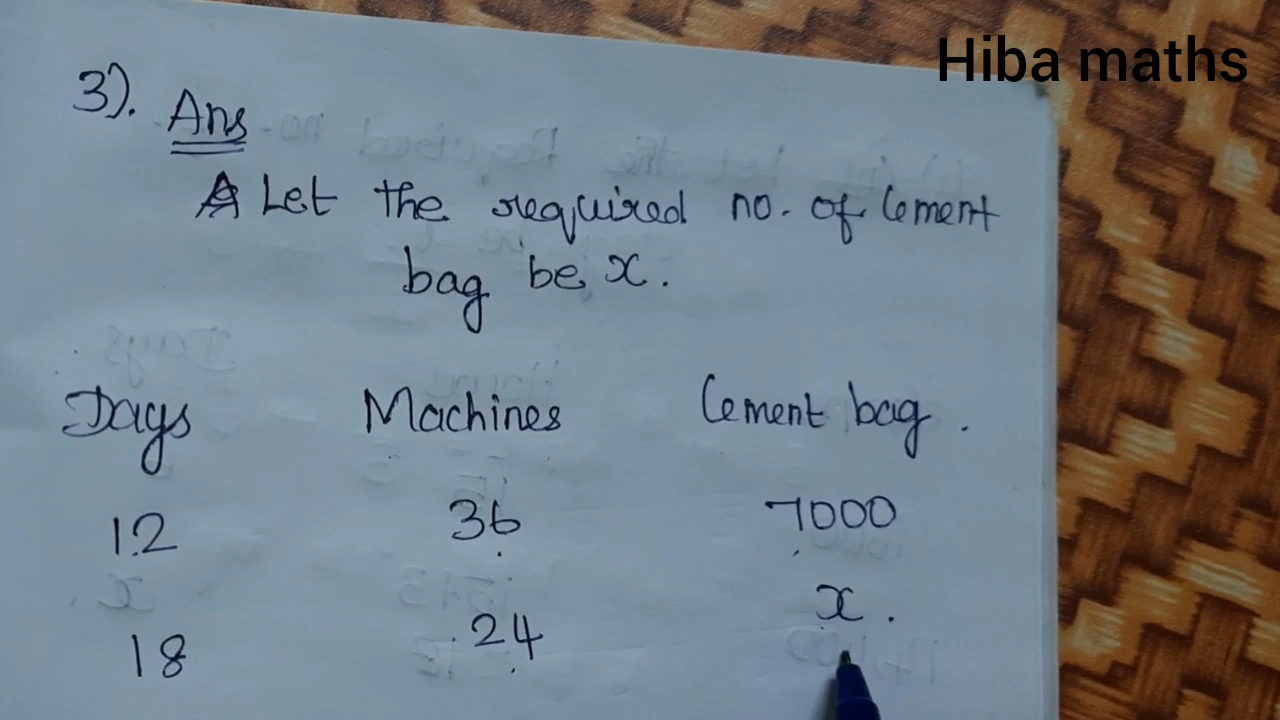 Hiba maths
3). Ans
Let the required no. of Cement
bag be x.
Days Machines Cement bag.
12 36 7000
18 24 x.